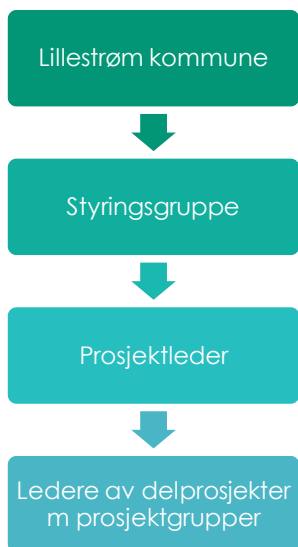 Lillestrøm kommune
Styringsgruppe
Prosjektleder
Ledere av delprosjekter
m prosjektgrupper